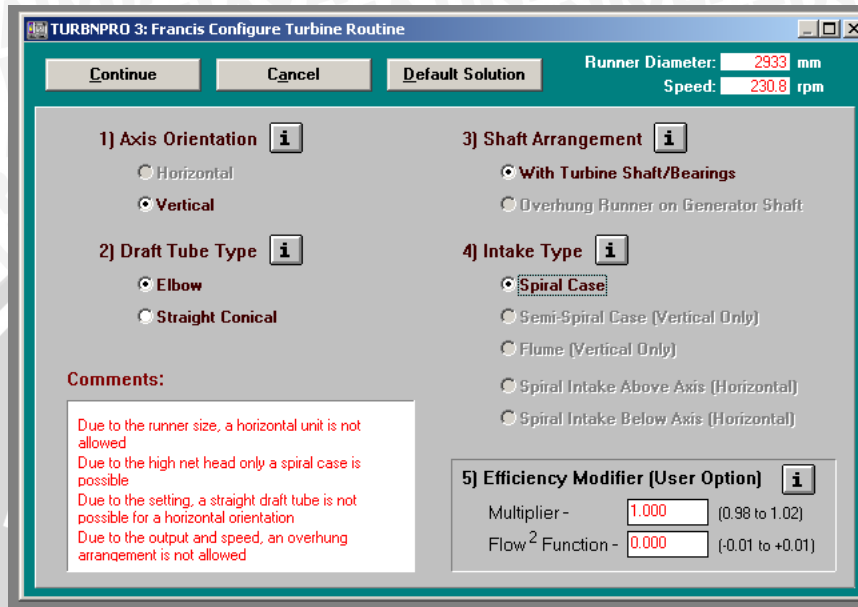 TURBNPRO 3: Francis Configure Turbine Routine
Continue
Cancel
Default Solution
Runner Diameter: 2933 mm
Speed: 230.8 rpm
1) Axis Orientation i
Horizontal
Vertical
2) Draft Tube Type i
Elbow
Straight Conical
Comments:
Due to the runner size, a horizontal unit is not
allowed
Due to the high net head only a spiral case is
possible
Due to the setting, a straight draft tube is not
possible for a horizontal orientation
Due to the output and speed, an overhung
arrangement is not allowed
3) Shaft Arrangement i
With Turbine Shaft/Bearings
Overhung Runner on Generator Shaft
4) Intake Type i
Spiral Case
Semi-Spiral Case (Vertical Only)
Flume (Vertical Only)
Spiral Intake Above Axis (Horizontal)
Spiral Intake Below Axis (Horizontal)
5) Efficiency Modifier (User Option) i
Multiplier - 1.000 (0.98 to 1.02)
Flow² Function - 0.000 (-0.01 to +0.01)